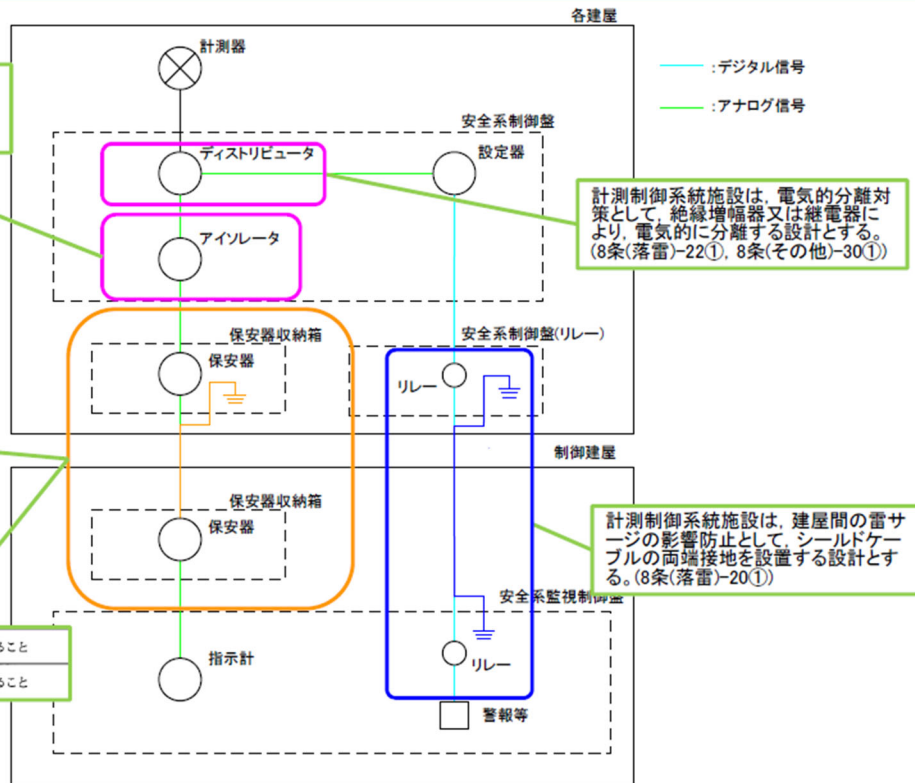 各建屋
計測器
:デジタル信号
:アナログ信号
安全系制御盤
ディストリビュータ
設定器
計測制御系統施設は，電気的分離対
策として，絶縁増幅器又は継電器に
より，電気的に分離する設計とする。
(8条(落雷)-22①，8条(その他)-30①)
アイソレータ
保安器収納箱
安全系制御盤(リレー)
保安器
リレー
制御建屋
保安器収納箱
保安器
計測制御系統施設は，建屋間の雷サ
ージの影響防止として，シールドケー
ブルの両端接地を設置する設計とす
る。(8条(落雷)-20①)
安全系監視制御盤
ること
ること
指示計
リレー
警報等